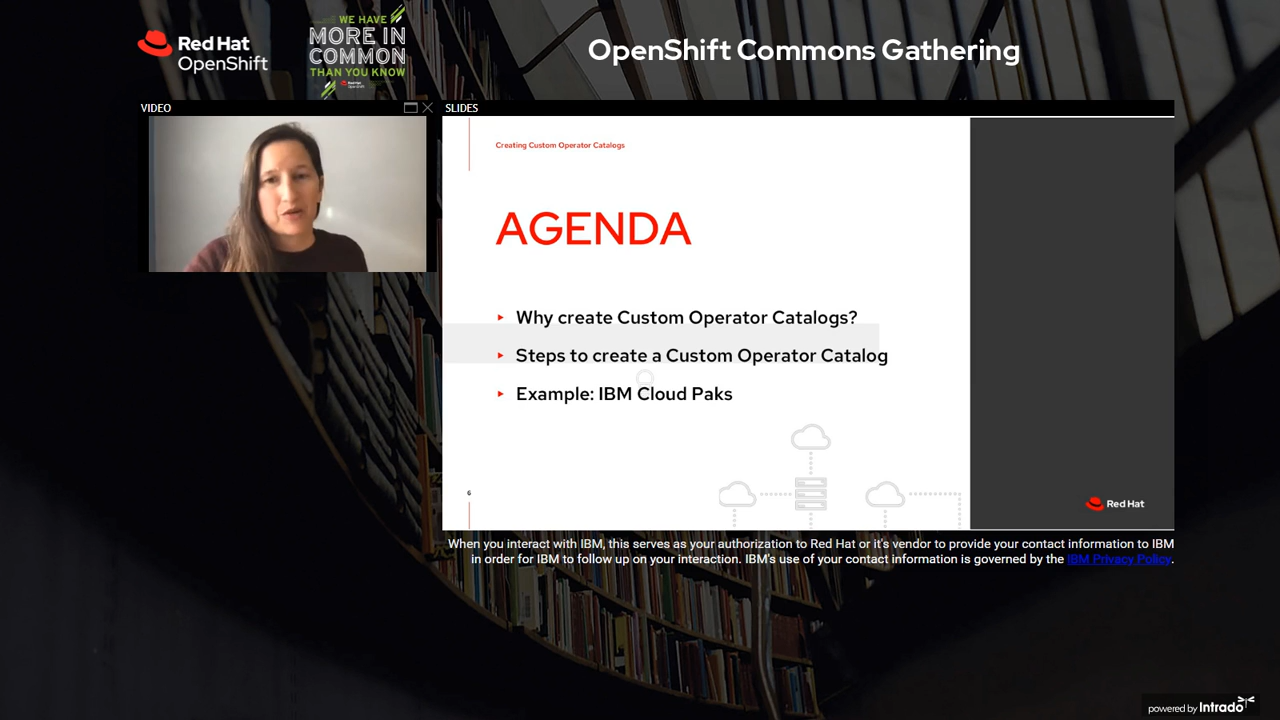 Red Hat
OpenShift
WE HAVE
MORE IN
COMMON
THAN YOU KNOW
OpenShift Commons Gathering
VIDEO
SLIDES
Creating Custom Operator Catalogs
AGENDA
Why create Custom Operator Catalogs?
Steps to create a Custom Operator Catalog
Example: IBM Cloud Paks
6
Red Hat
When you interact with IBM, this serves as your authorization to Red Hat or it's vendor to provide your contact information to IBM
in order for IBM to follow up on your interaction. IBM's use of your contact information is governed by the IBM Privacy Policy.
powered by Intrado